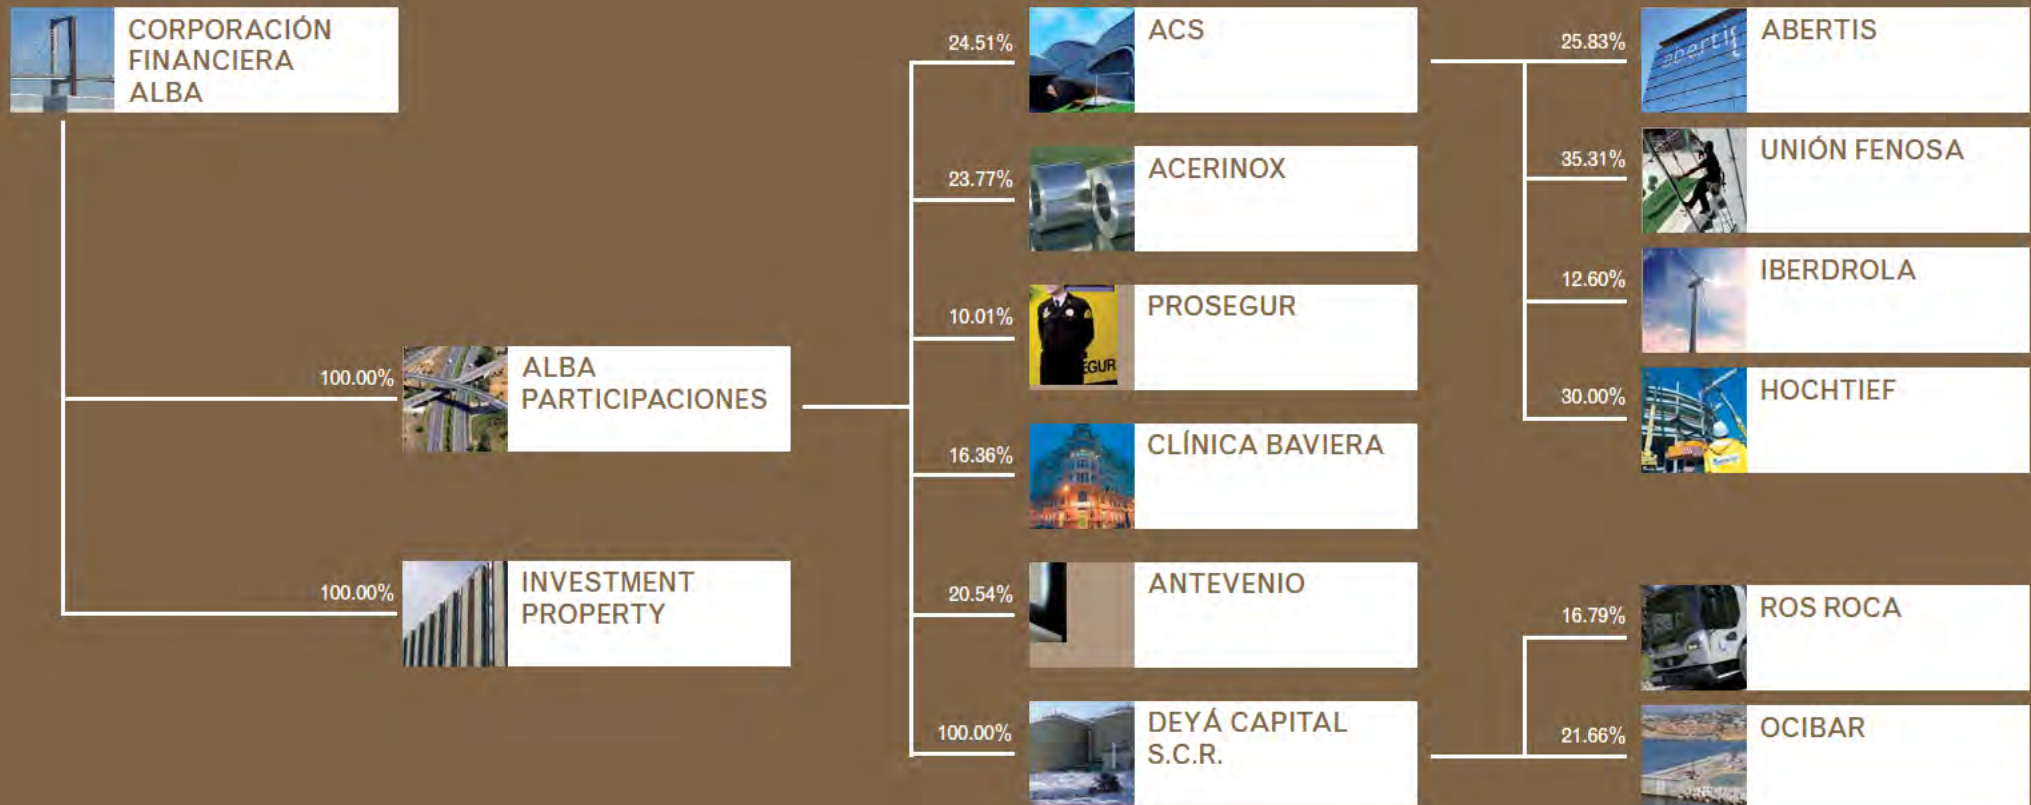 CORPORACIÓN
FINANCIERA
ALBA
100.00%
ALBA
PARTICIPACIONES
100.00%
INVESTMENT
PROPERTY
24.51%
ACS
23.77%
ACERINOX
10.01%
PROSEGUR
EGUR
16.36%
CLÍNICA BAVIERA
20.54%
ANTEVENIO
100.00%
DEYÁ CAPITAL
S.C.R.
25.83%
abertis
ABERTIS
35.31%
UNIÓN FENOSA
12.60%
IBERDROLA
30.00%
HOCHTIEF
16.79%
ROS ROCA
21.66%
OCIBAR